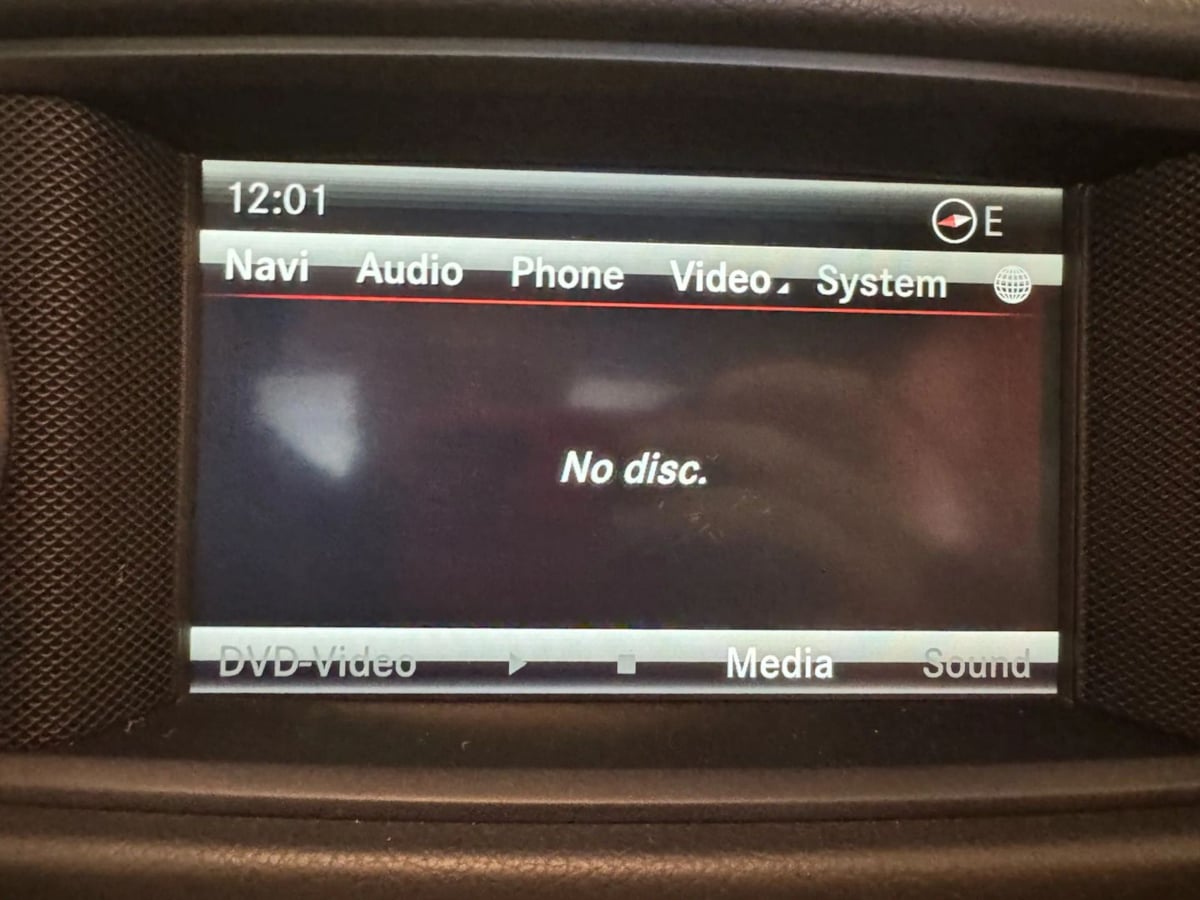 12:01 E
Navi Audio Phone Video System
No disc.
DVD-Video Media Sound